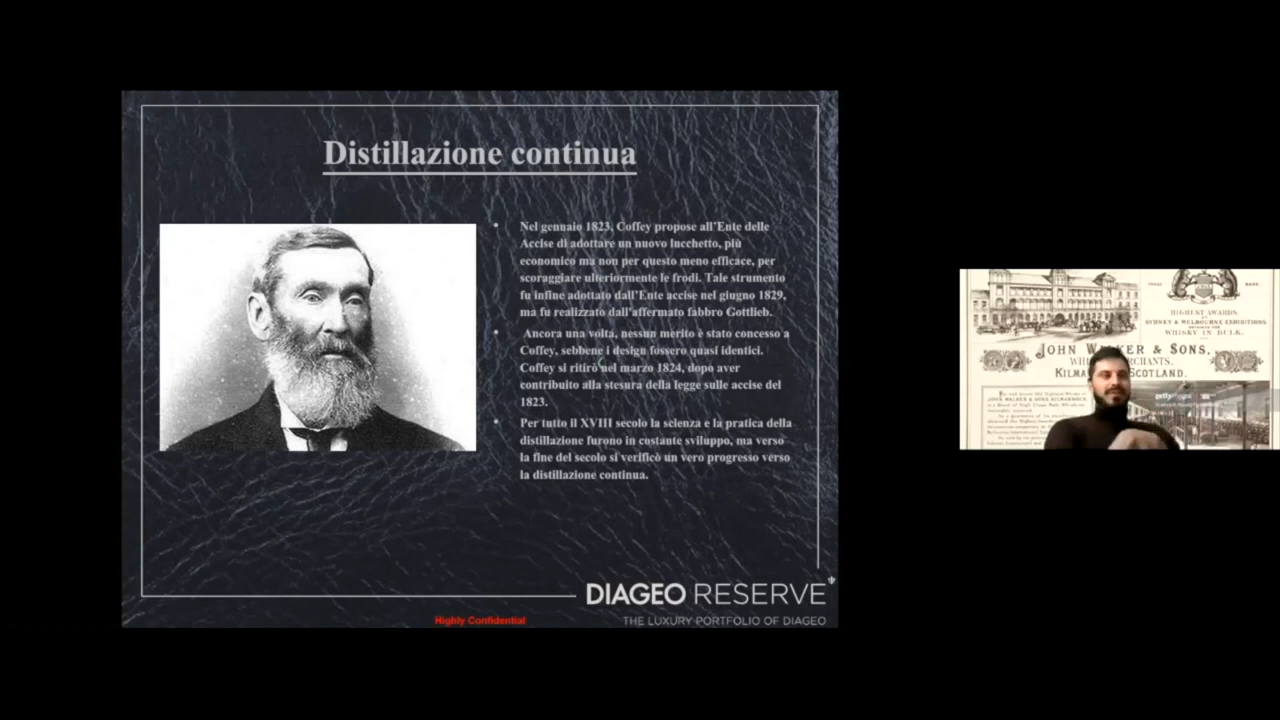 Distillazione continua
• Nel gennaio 1823, Coffey propose all'Ente delle
Accise di adottare un nuovo lucchetto, più
economico ma non per questo meno efficace, per
scoraggiare ulteriormente le frodi. Tale strumento
fu infine adottato dall'Ente accise nel giugno 1829,
ma fu realizzato dall'affermato fabbro Gottlieb.
• Ancora una volta, nessun merito è stato concesso a
Coffey, sebbene i design fossero quasi identici.
Coffey si ritirò nel marzo 1824, dopo aver
contribuito alla stesura della legge sulle accise del
1823.
• Per tutto il XVIII secolo la scienza e la pratica della
distillazione furono in costante sviluppo, ma verso
la fine del secolo si verificò un vero progresso verso
la distillazione continua.
DIAGEO RESERVE
THE LUXURY PORTFOLIO OF DIAGEO
Highly Confidential
TRADE MARK
HIGHEST AWARDS
SYDNEY & MELBOURNE EXHIBITIONS
WHISKY IN BULK.
JOHN WALKER & SONS,
KILMA SCOTLAND.